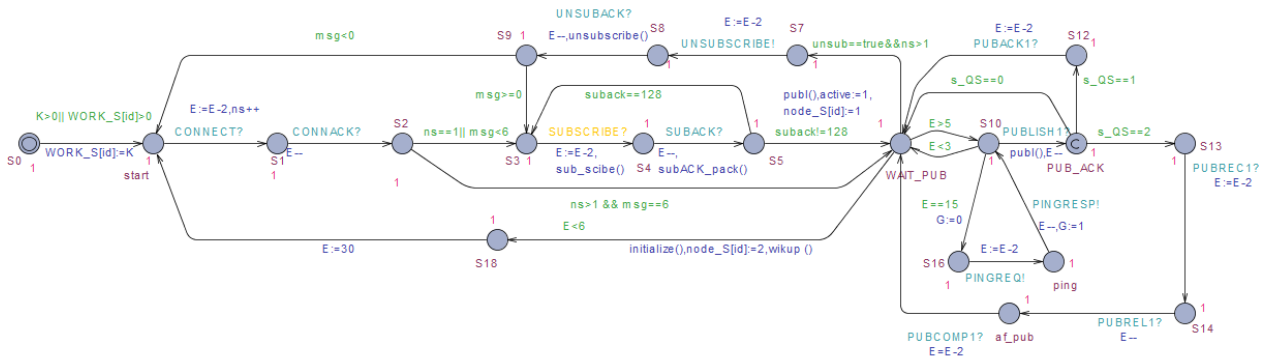 UNSUBACK?
E:=E-2
E:=E-2
S12
S9
1
S8
S7
PUBACK1?
1
msg<0
E--,unsubscribe()
UNSUBSCRIBE!
unsub==true&&ns>1
1
1
1
s_QS==0
s_QS==1
msg>=0
suback==128
publ(),active:=1,
node_S[id]:=1
K>0|| WORK_S[id]>0
E:=E-2,ns++
S2
E>5
S10
CONNECT?
CONNACK?
ns==1|| msg<6
SUBSCRIBE?
1
SUBACK?
1
suback!=128
1
PUBLISH1?
s_QS==2
S0
1
WORK_S[id]:=K
1
start
S1
1
E--
1
S3
1
E:=E-2,
sub_scibe()
S4
E--,
subACK_pack()
S5
E<3
WAIT_PUB
1
publ(),E--
1
PUB_ACK
1
S13
PUBREC1?
E:=E-2
ns>1 && msg==6
E==15
G:=0
PINGRESP!
E--,G:=1
1
E<6
E:=30
S18
initialize(),node_S[id]:=2,wikup ()
E:=E-2
S16
1
PINGREQ!
1
ping
1
1
PUBCOMP1?
E=E-2
af_pub
PUBREL1?
E--
S14